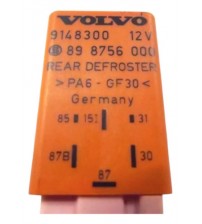 VOLVO
9148300 12V
89 8756 000
REAR DEFROSTER
>PA6-GF30<
Germany
85 15I 31
87B 30
87